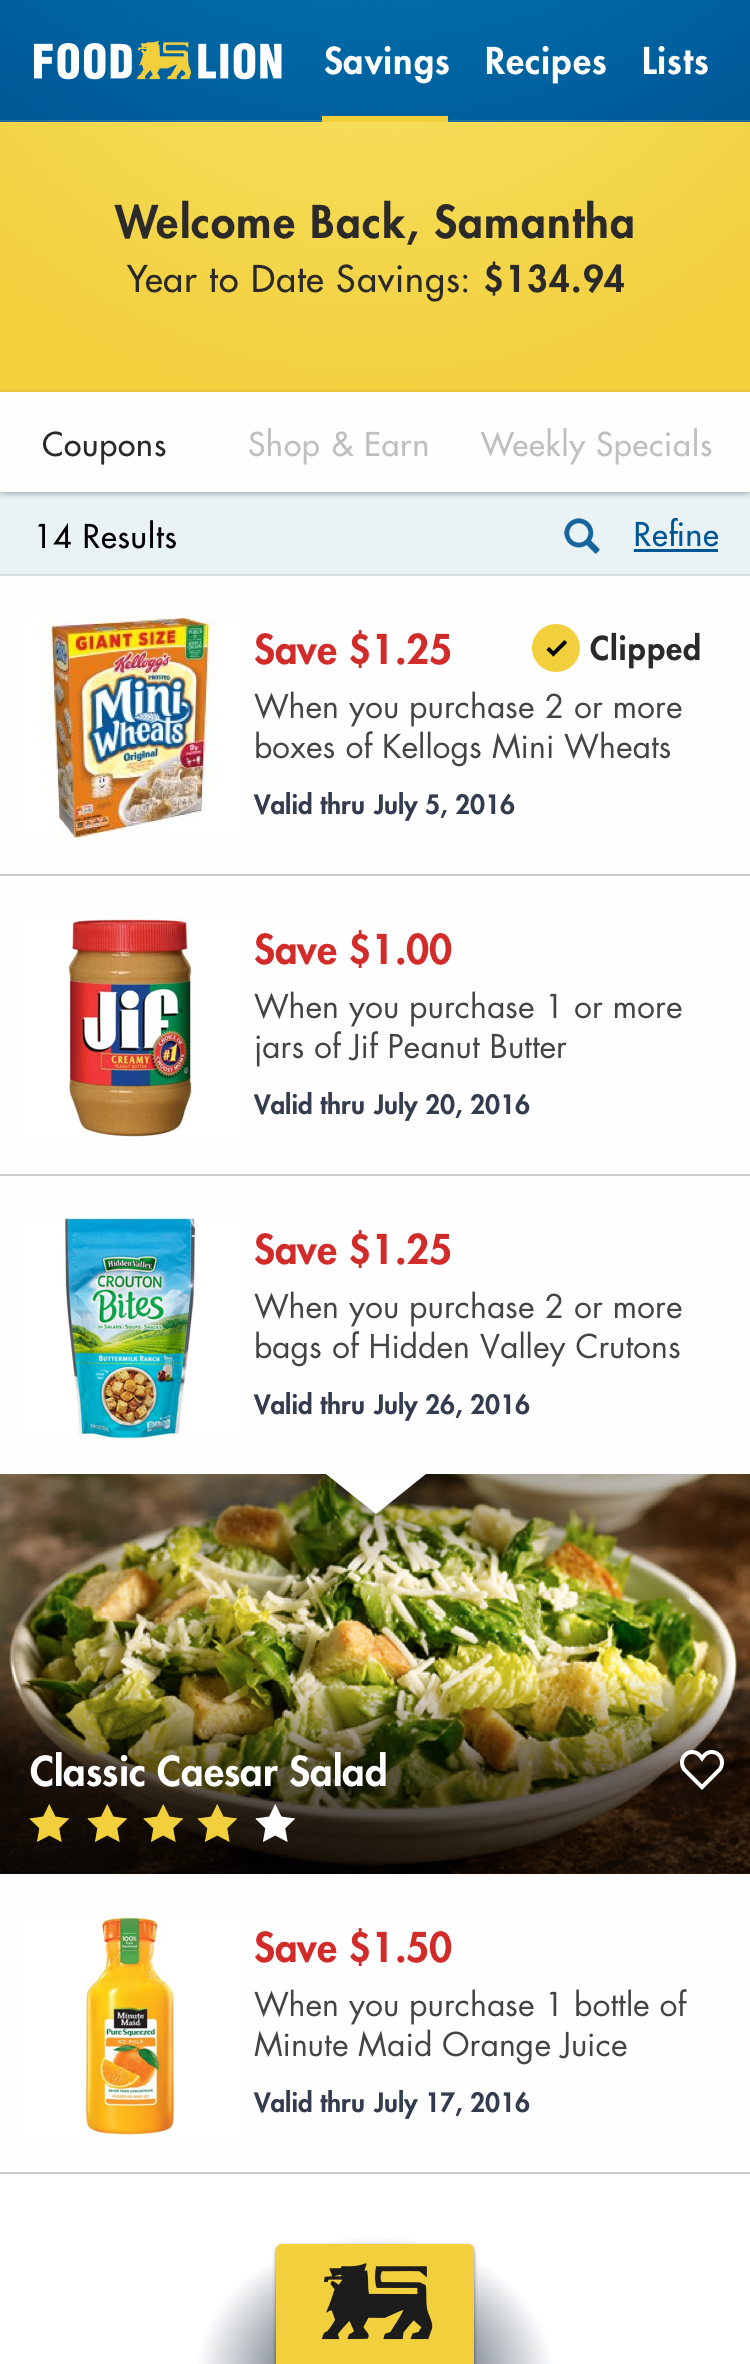 FOOD LION Savings Recipes Lists
Welcome Back, Samantha
Year to Date Savings: $134.94
Coupons Shop & Earn Weekly Specials
14 Results Refine
GIANT SIZE
Kellogg's
FROSTED
Mini
Wheats
Original
Save $1.25 Clipped
When you purchase 2 or more
boxes of Kellogs Mini Wheats
Valid thru July 5, 2016
Jif
CREAMY
PEANUT BUTTER
#1
Save $1.00
When you purchase 1 or more
jars of Jif Peanut Butter
Valid thru July 20, 2016
Hidden Valley
CROUTON
Bites
BUTTERMILK RANCH
Save $1.25
When you purchase 2 or more
bags of Hidden Valley Crutons
Valid thru July 26, 2016
Classic Caesar Salad
100%
Minute
Maid
Pure Squeezed
NO PULP
Save $1.50
When you purchase 1 bottle of
Minute Maid Orange Juice
Valid thru July 17, 2016